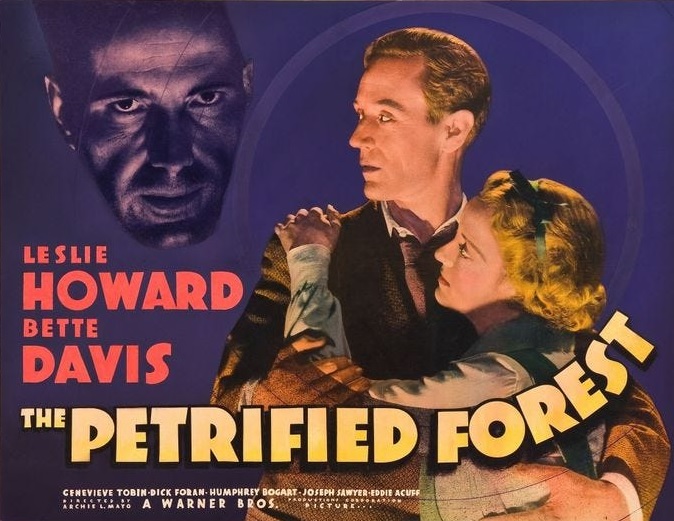 LESLIE
HOWARD
BETTE
DAVIS
THE PETRIFIED FOREST
GENEVIEVE TOBIN·DICK FORAN·HUMPHREY BOGART·JOSEPH SAWYER·EDDIE ACUFF
DIRECTED BY
ARCHIE L. MAYO
A WARNER BROS.
PRODUCTIONS CORPORATION
PICTURE...